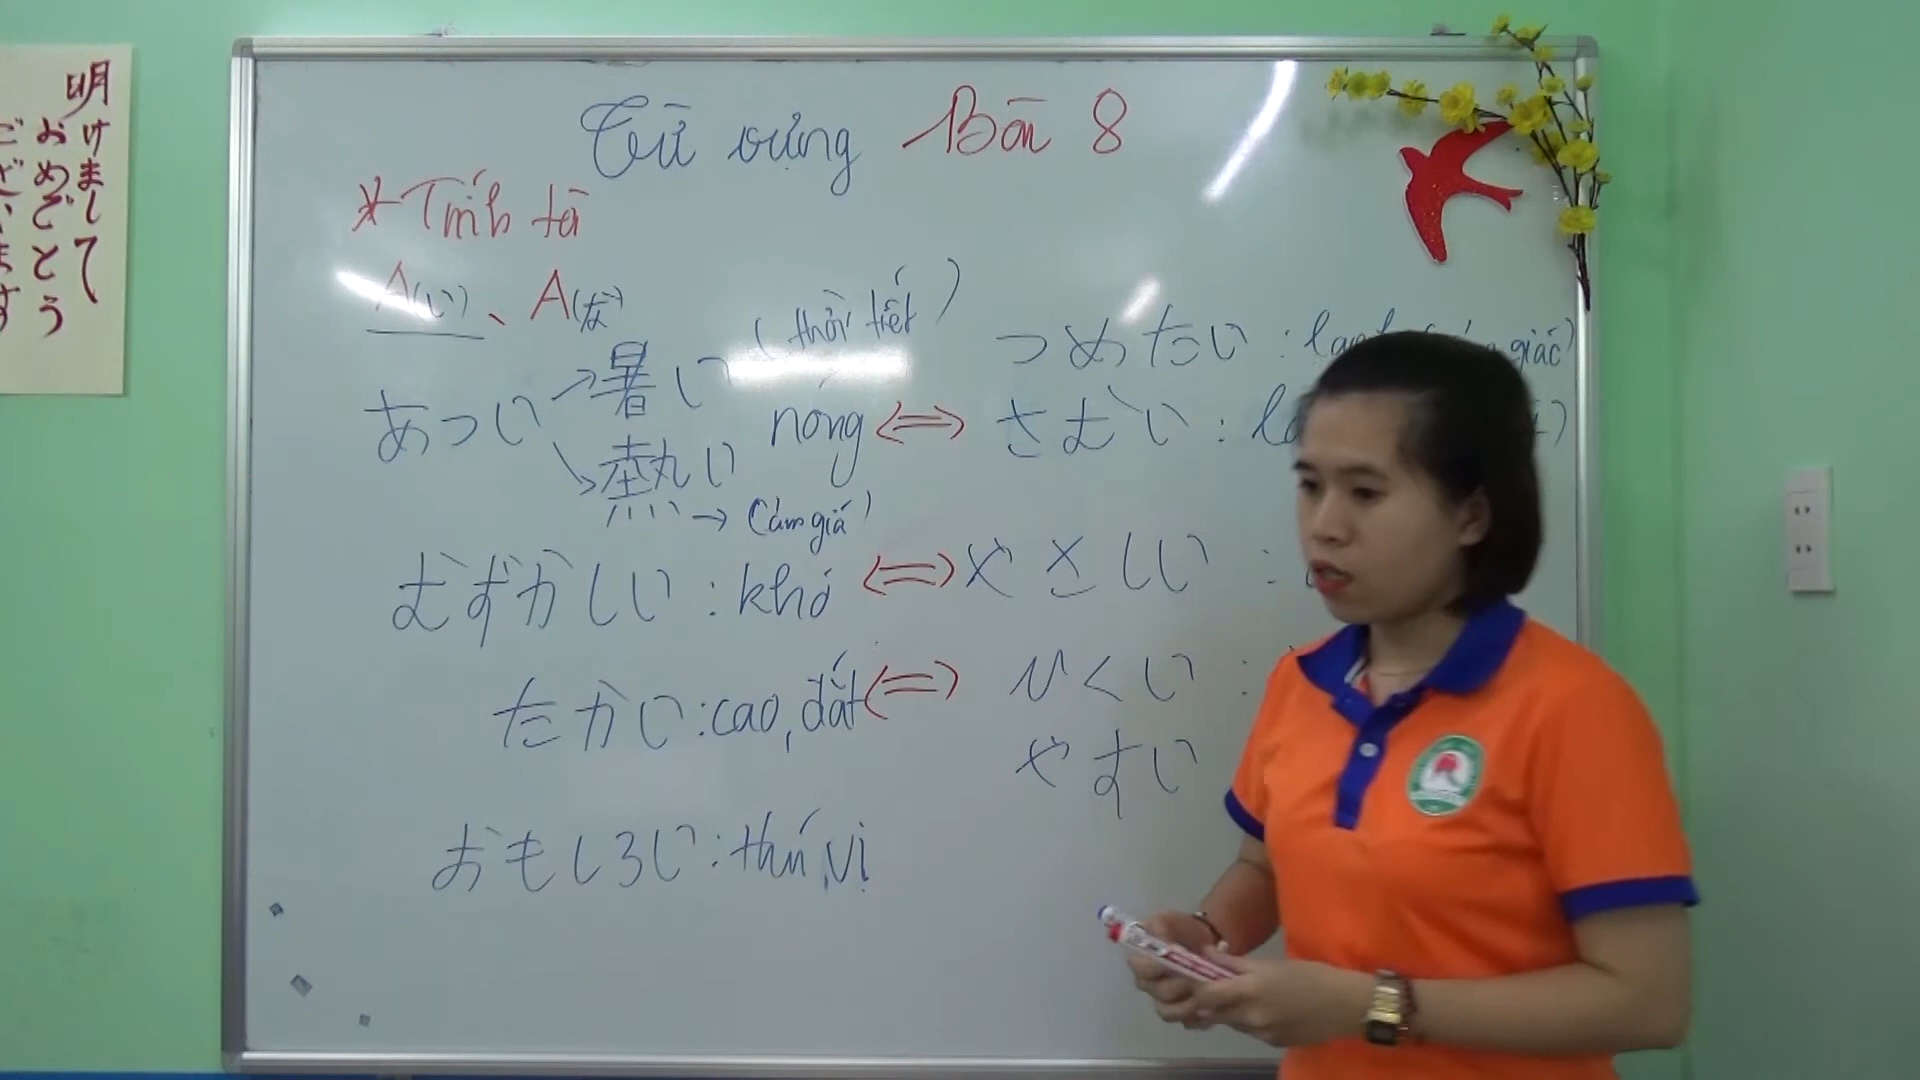 明けまして
おめでとう
ございます
Từ vựng Bài 8
* Tính từ
A(い)、A(な)
(thời tiết)
つめたい : giác)
あつい → 暑い
nóng ⇔ さむい :
→ 熱い
→ (Cảm giá)
むずかしい : khó ⇔ やさしい :
たかい : cao, đắt ⇔ ひくい :
やすい
おもしろい : thú vị